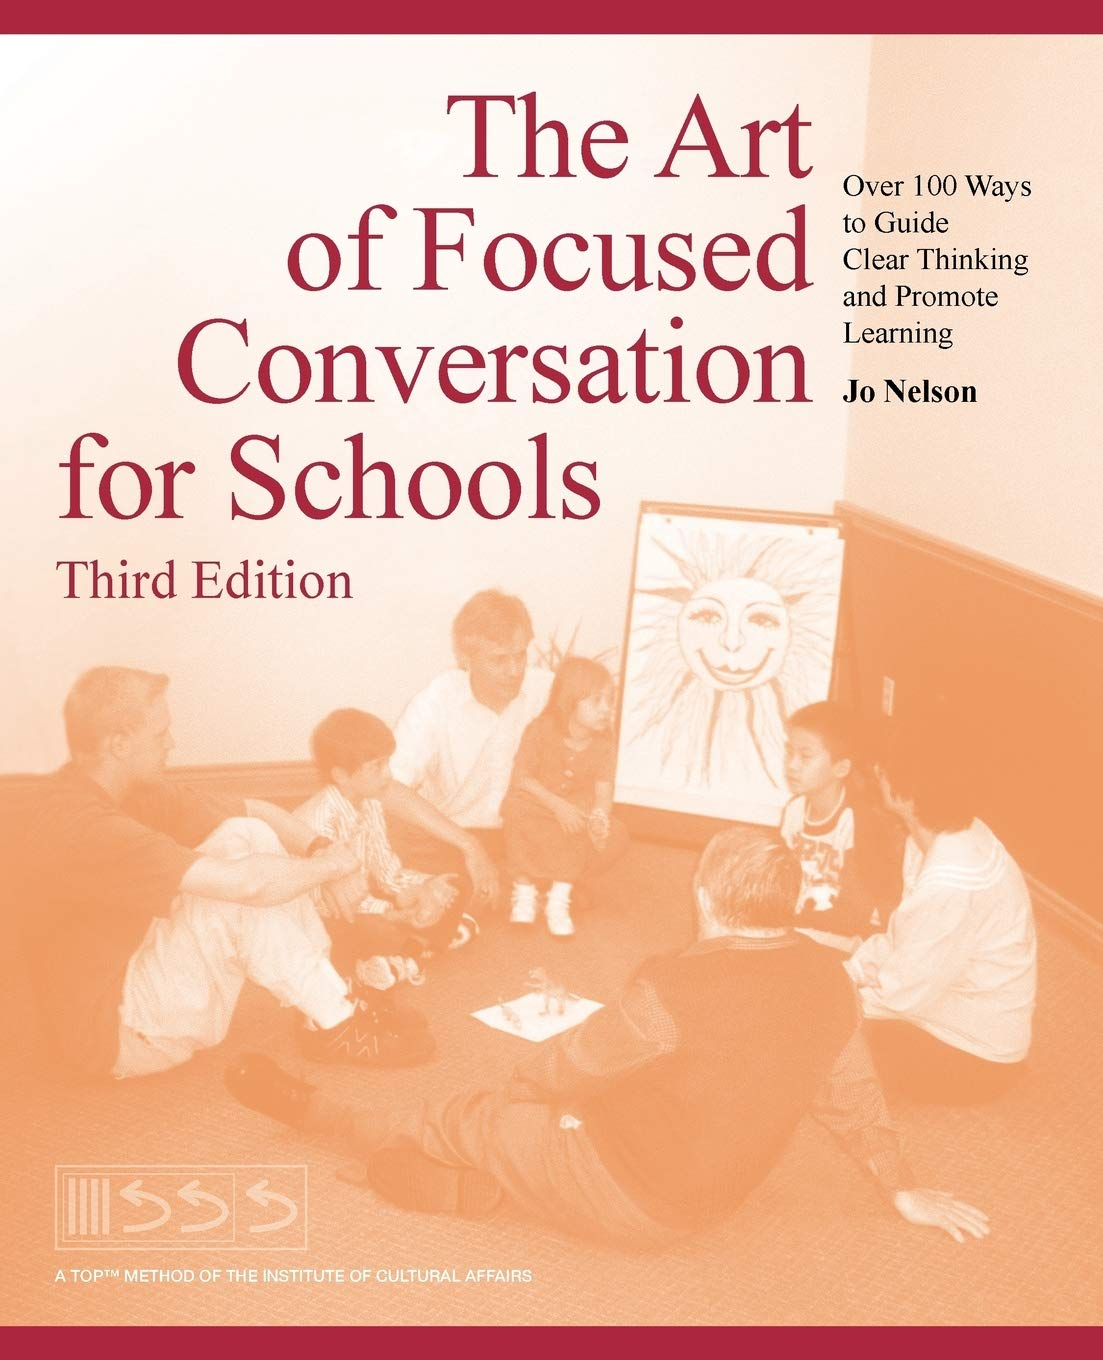 The Art
of Focused
Conversation
for Schools
Third Edition
Over 100 Ways
to Guide
Clear Thinking
and Promote
Learning
Jo Nelson
A TOP™ METHOD OF THE INSTITUTE OF CULTURAL AFFAIRS